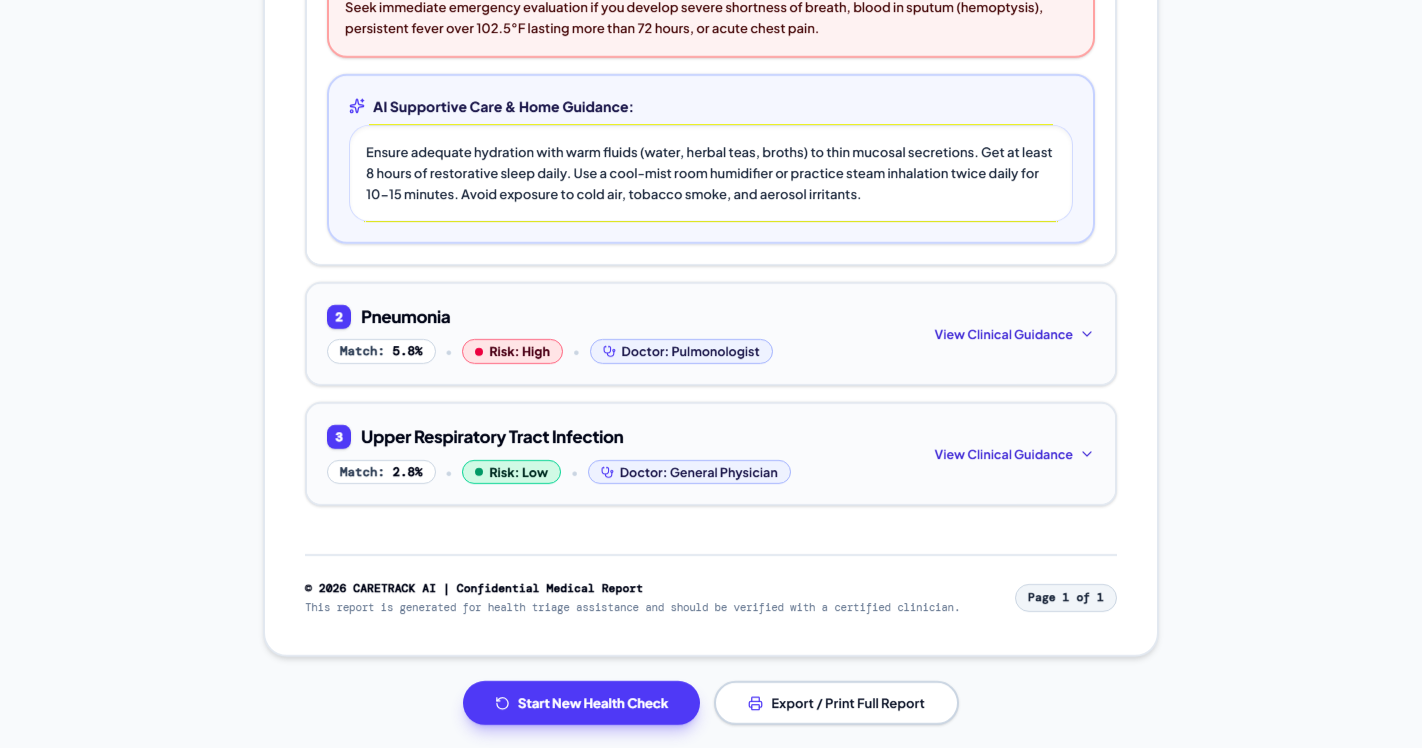 Seek immediate emergency evaluation if you develop severe shortness of breath, blood in sputum (hemoptysis),
persistent fever over 102.5°F lasting more than 72 hours, or acute chest pain.
AI Supportive Care & Home Guidance:
Ensure adequate hydration with warm fluids (water, herbal teas, broths) to thin mucosal secretions. Get at least
8 hours of restorative sleep daily. Use a cool-mist room humidifier or practice steam inhalation twice daily for
10–15 minutes. Avoid exposure to cold air, tobacco smoke, and aerosol irritants.
2 Pneumonia
View Clinical Guidance
Match: 5.8% • Risk: High • Doctor: Pulmonologist
3 Upper Respiratory Tract Infection
View Clinical Guidance
Match: 2.8% • Risk: Low • Doctor: General Physician
© 2026 CARETRACK AI | Confidential Medical Report
This report is generated for health triage assistance and should be verified with a certified clinician.
Page 1 of 1
Start New Health Check
Export / Print Full Report